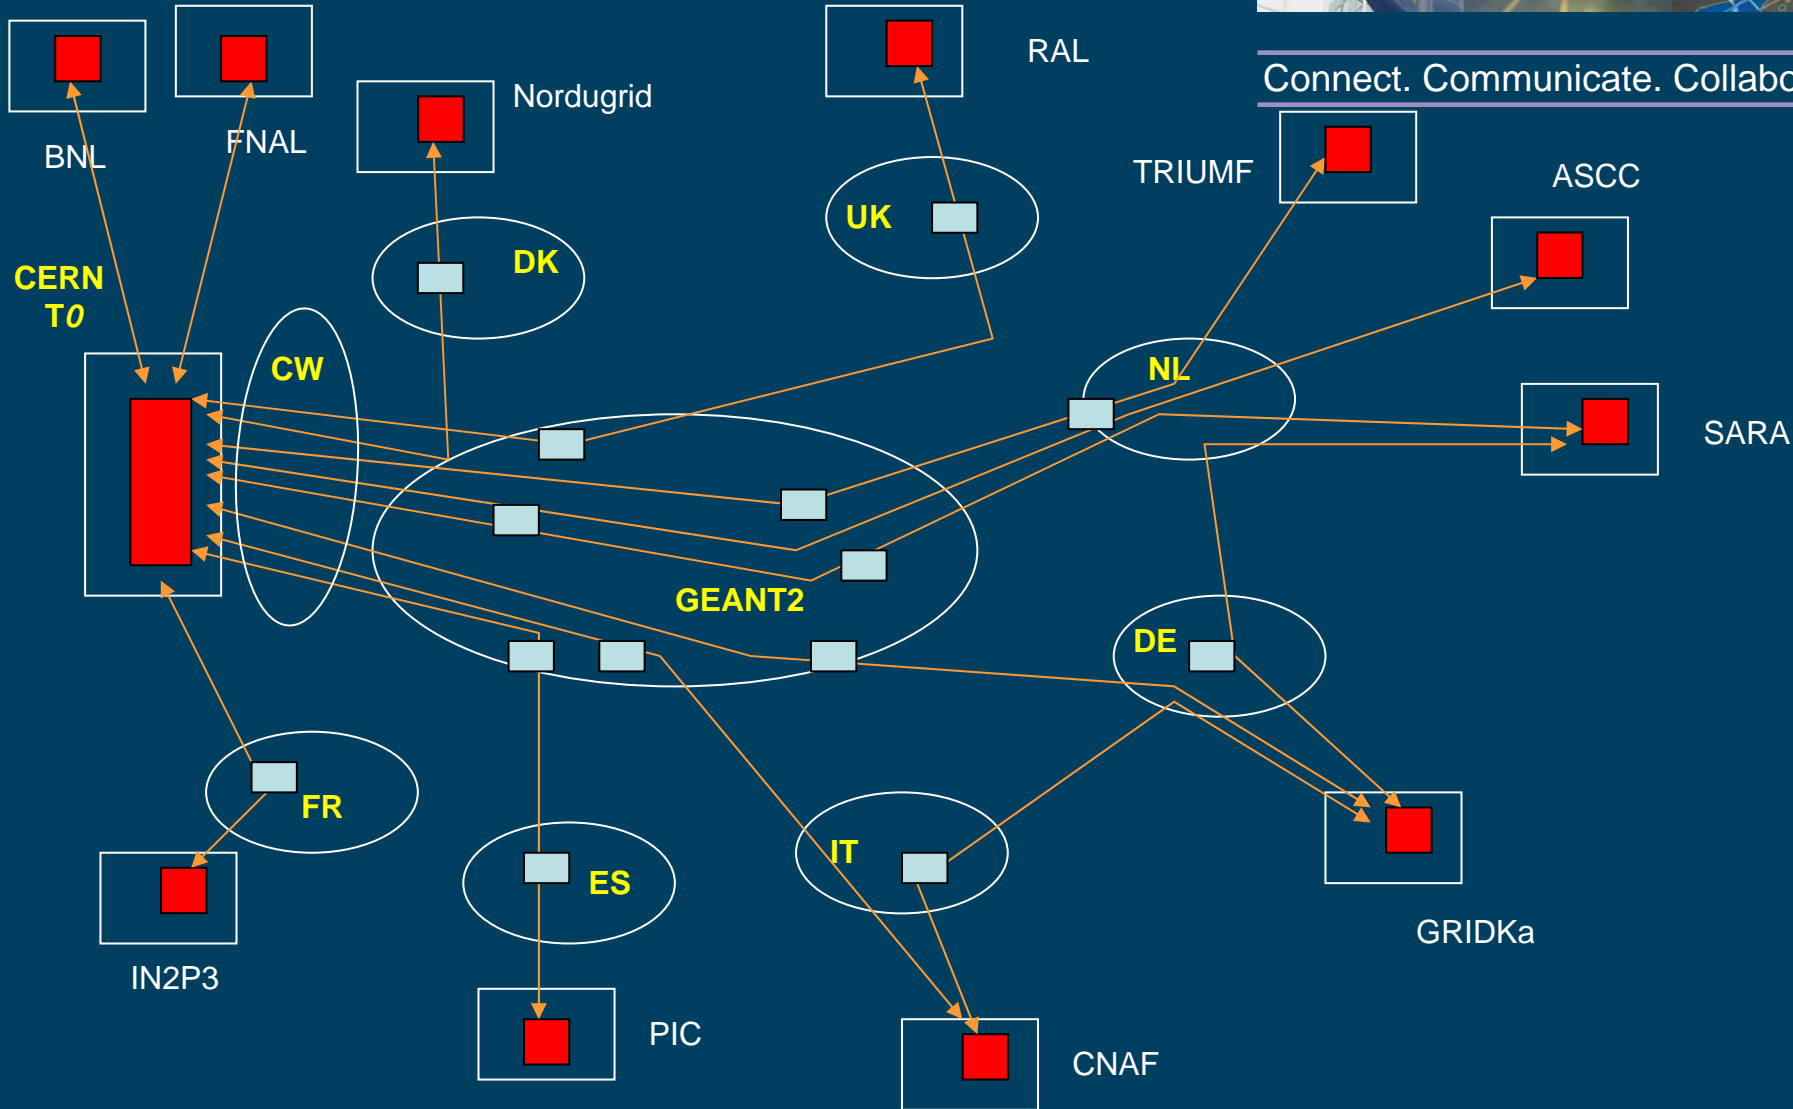 RAL
Connect. Communicate.
Nordugrid
BNL
FNAL
TRIUMF
ASCC
UK
DK
CERN
T0
CW
NL
SARA
GEANT2
DE
FR
IT
ES
GRIDKa
IN2P3
PIC
CNAF